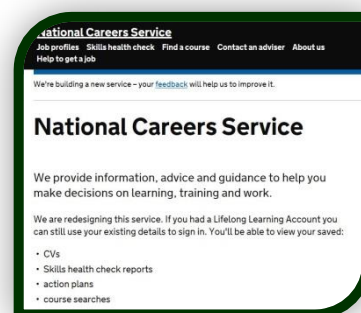 National Careers Service
Job profiles Skills health check Find a course Contact an adviser About us
Help to get a job
We're building a new service – your feedback will help us to improve it.
National Careers Service
We provide information, advice and guidance to help you
make decisions on learning, training and work.
We are redesigning this service. If you had a Lifelong Learning Account you
can still use your existing details to sign in. You'll be able to view your saved:
• CVs
• Skills health check reports
• action plans
• course searches